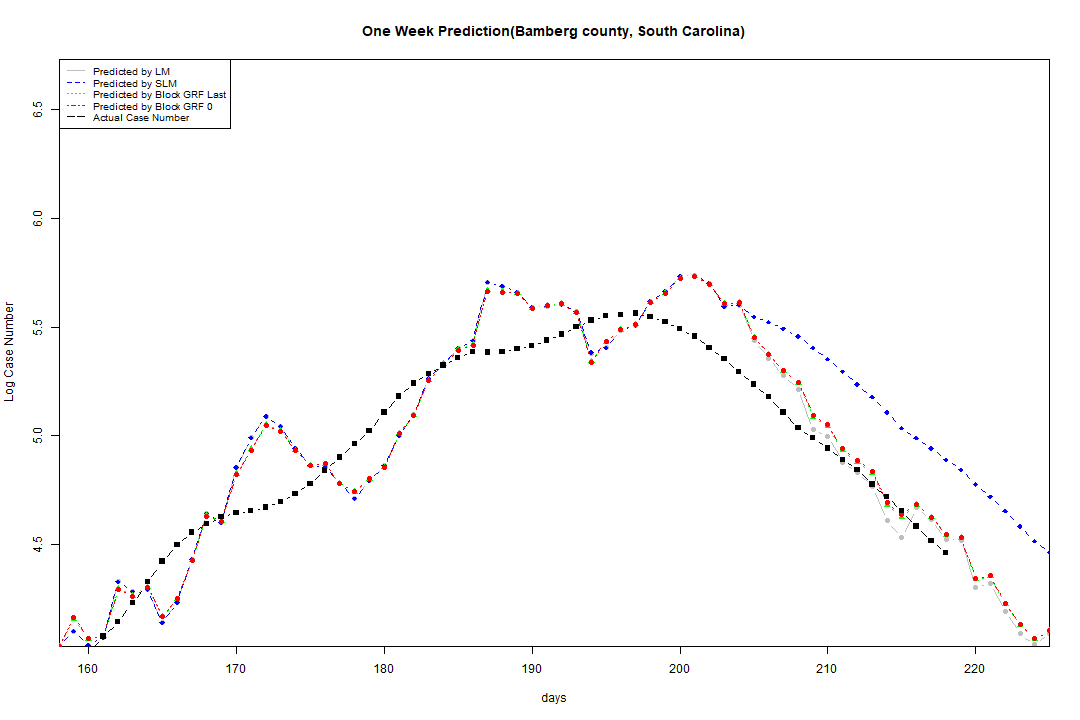 One Week Prediction(Bamberg county, South Carolina)
Predicted by LM
Predicted by SLM
Predicted by Block GRF Last
Predicted by Block GRF 0
Actual Case Number
6.5
6.0
5.5
5.0
4.5
Log Case Number
160 170 180 190 200 210 220
days